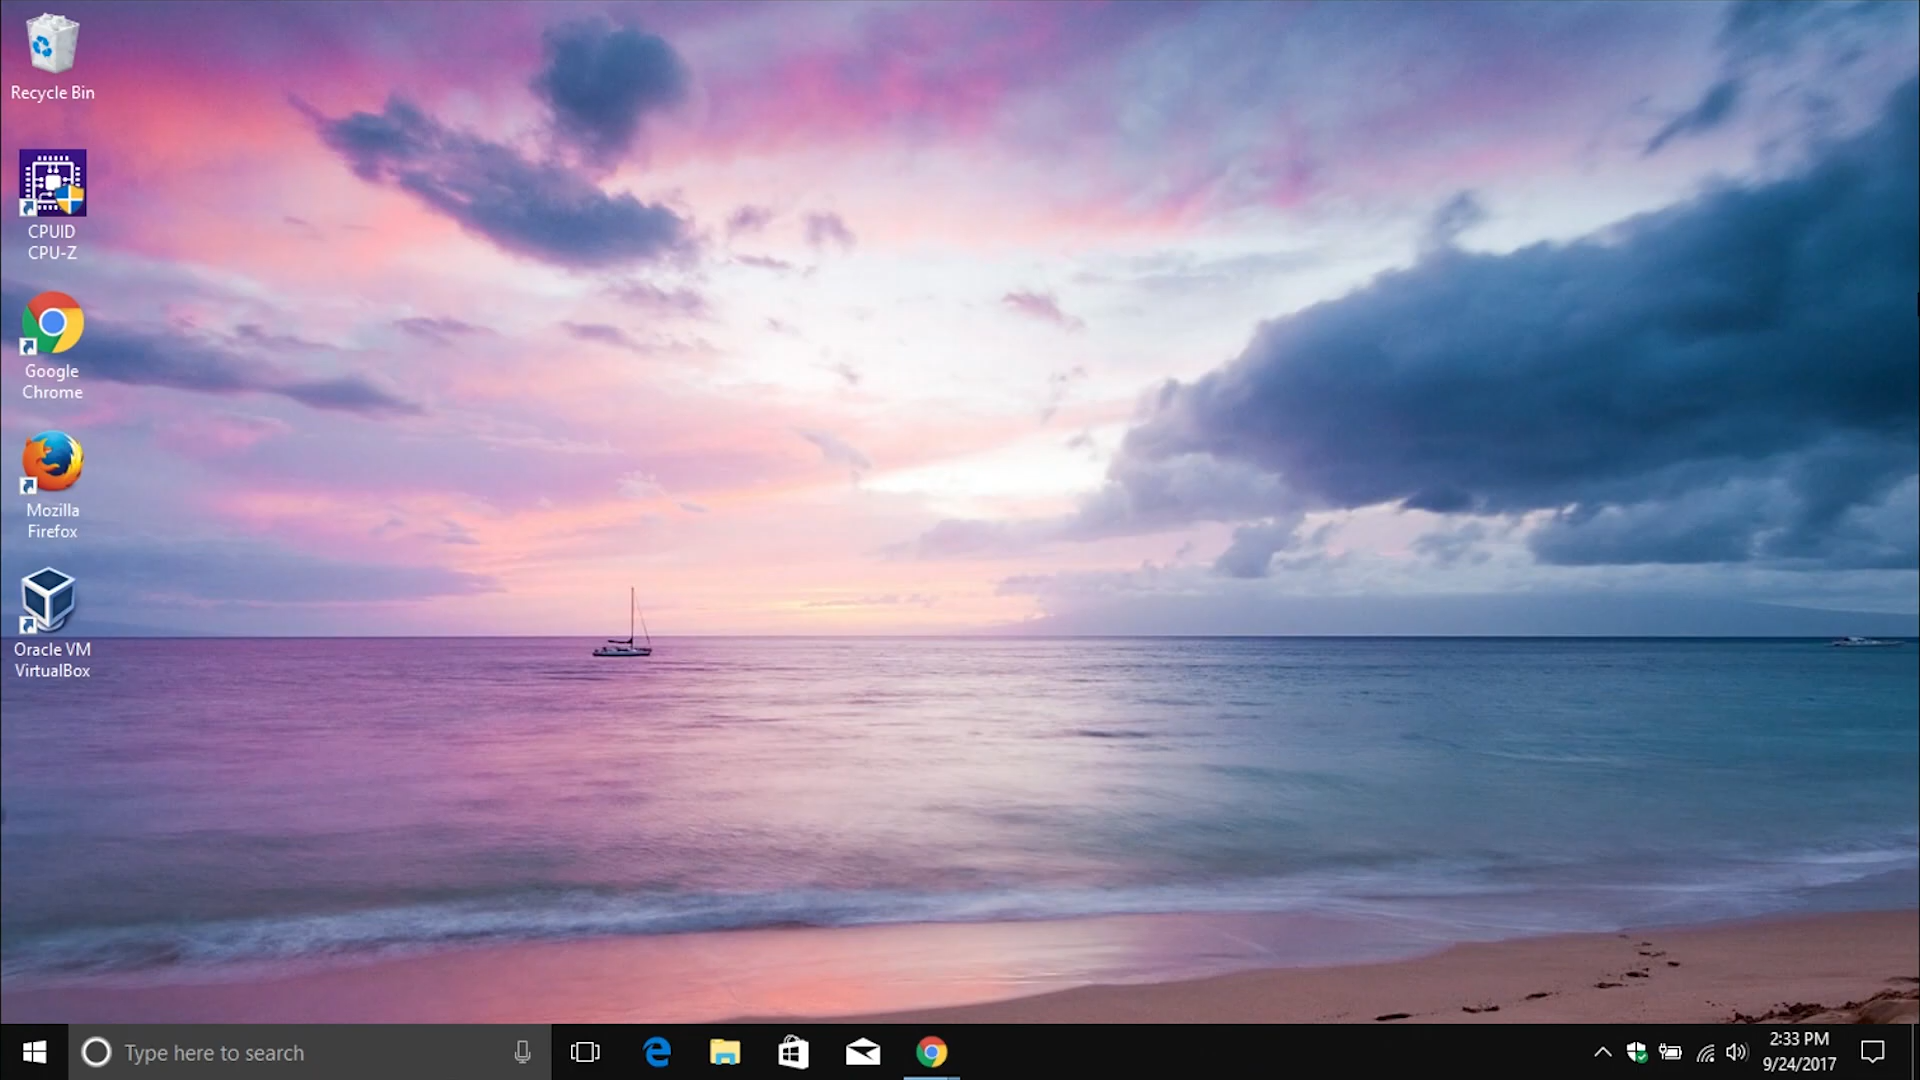 Recycle Bin
CPUID
CPU-Z
Google
Chrome
Mozilla
Firefox
Oracle VM
VirtualBox
Type here to search
2:33 PM
9/24/2017